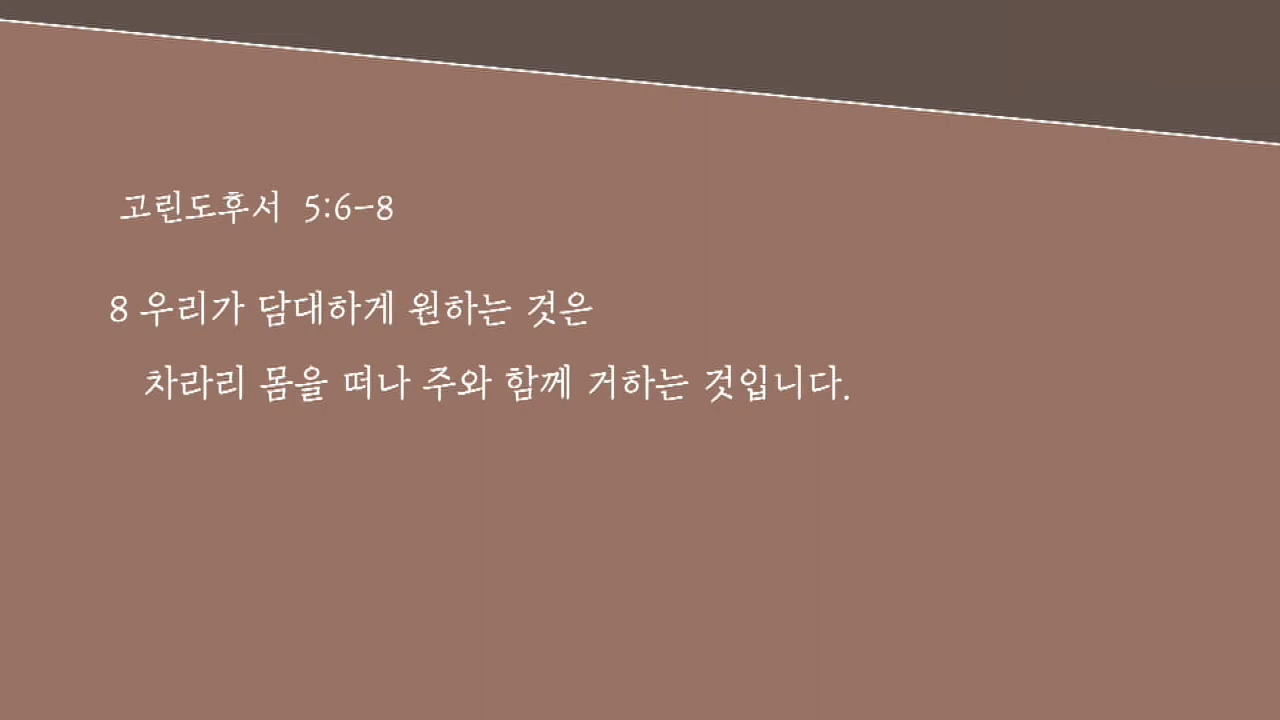 고린도후서 5:6-8
8 우리가 담대하게 원하는 것은
차라리 몸을 떠나 주와 함께 거하는 것입니다.